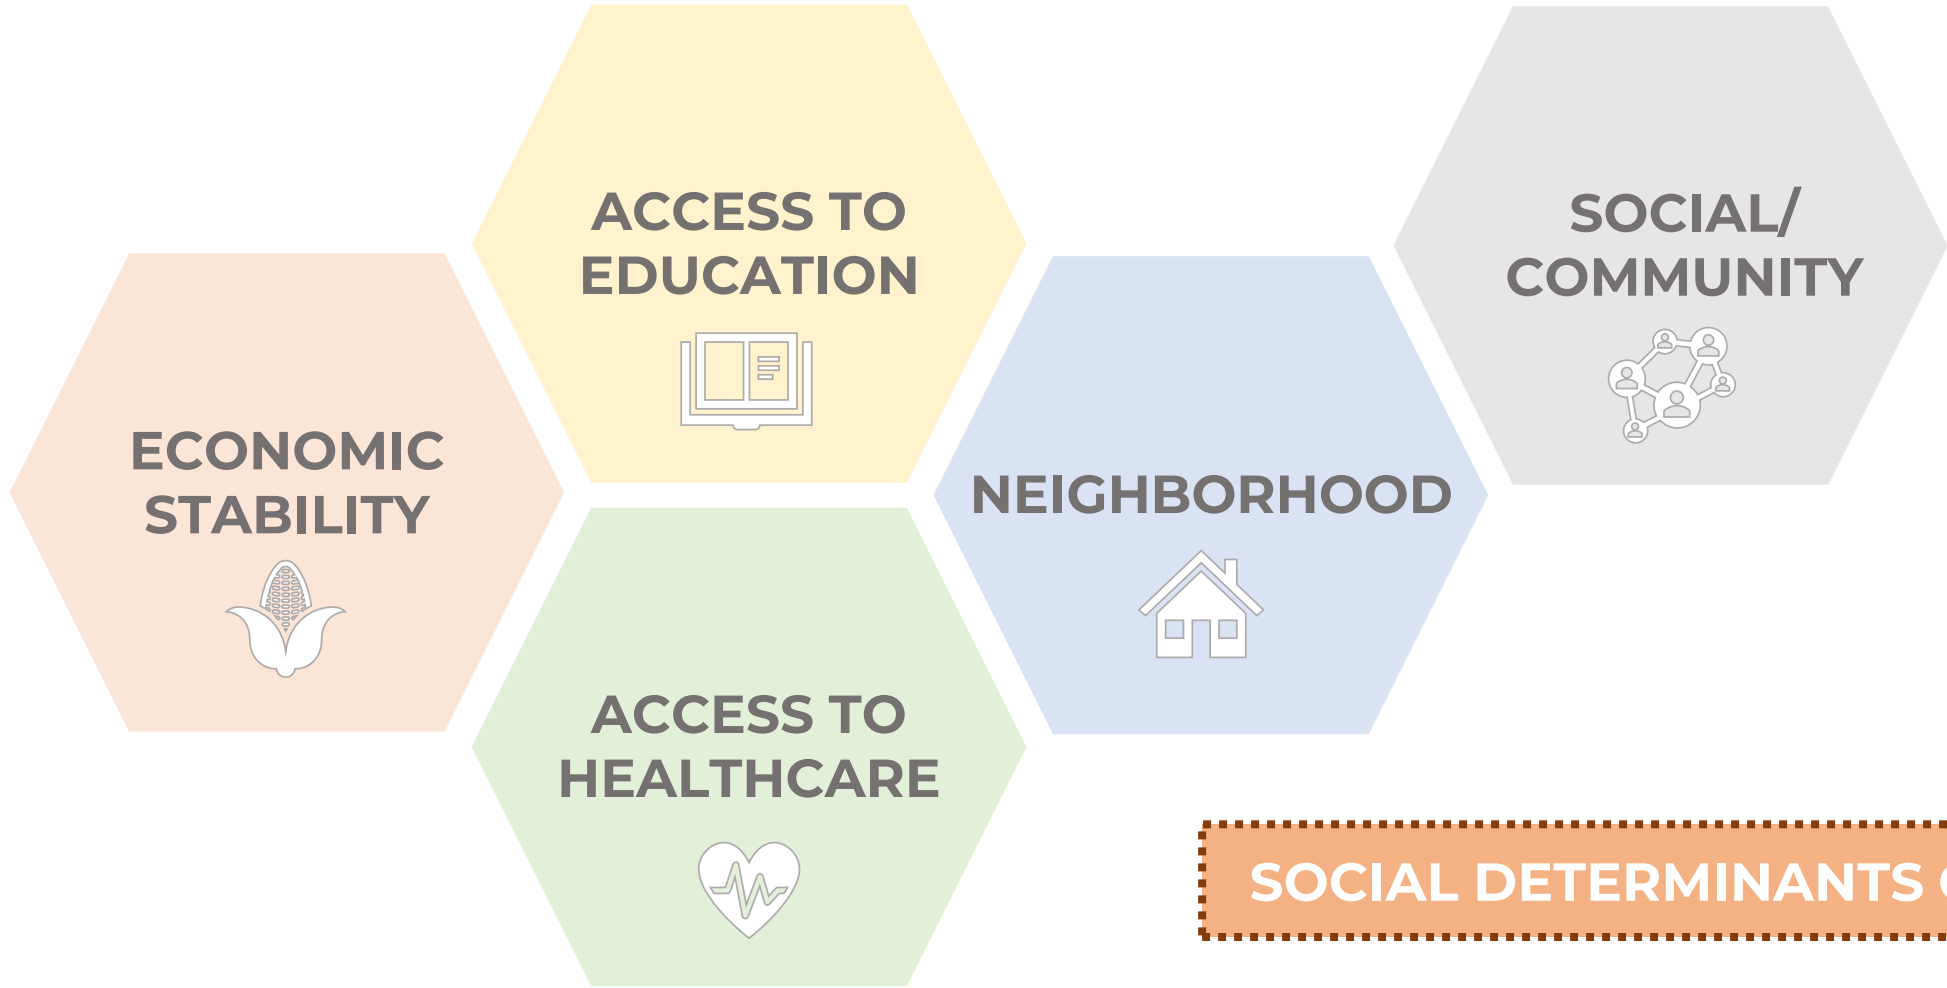 ACCESS TO
EDUCATION
SOCIAL/
COMMUNITY
ECONOMIC
STABILITY
NEIGHBORHOOD
ACCESS TO
HEALTHCARE
SOCIAL DETERMINANTS